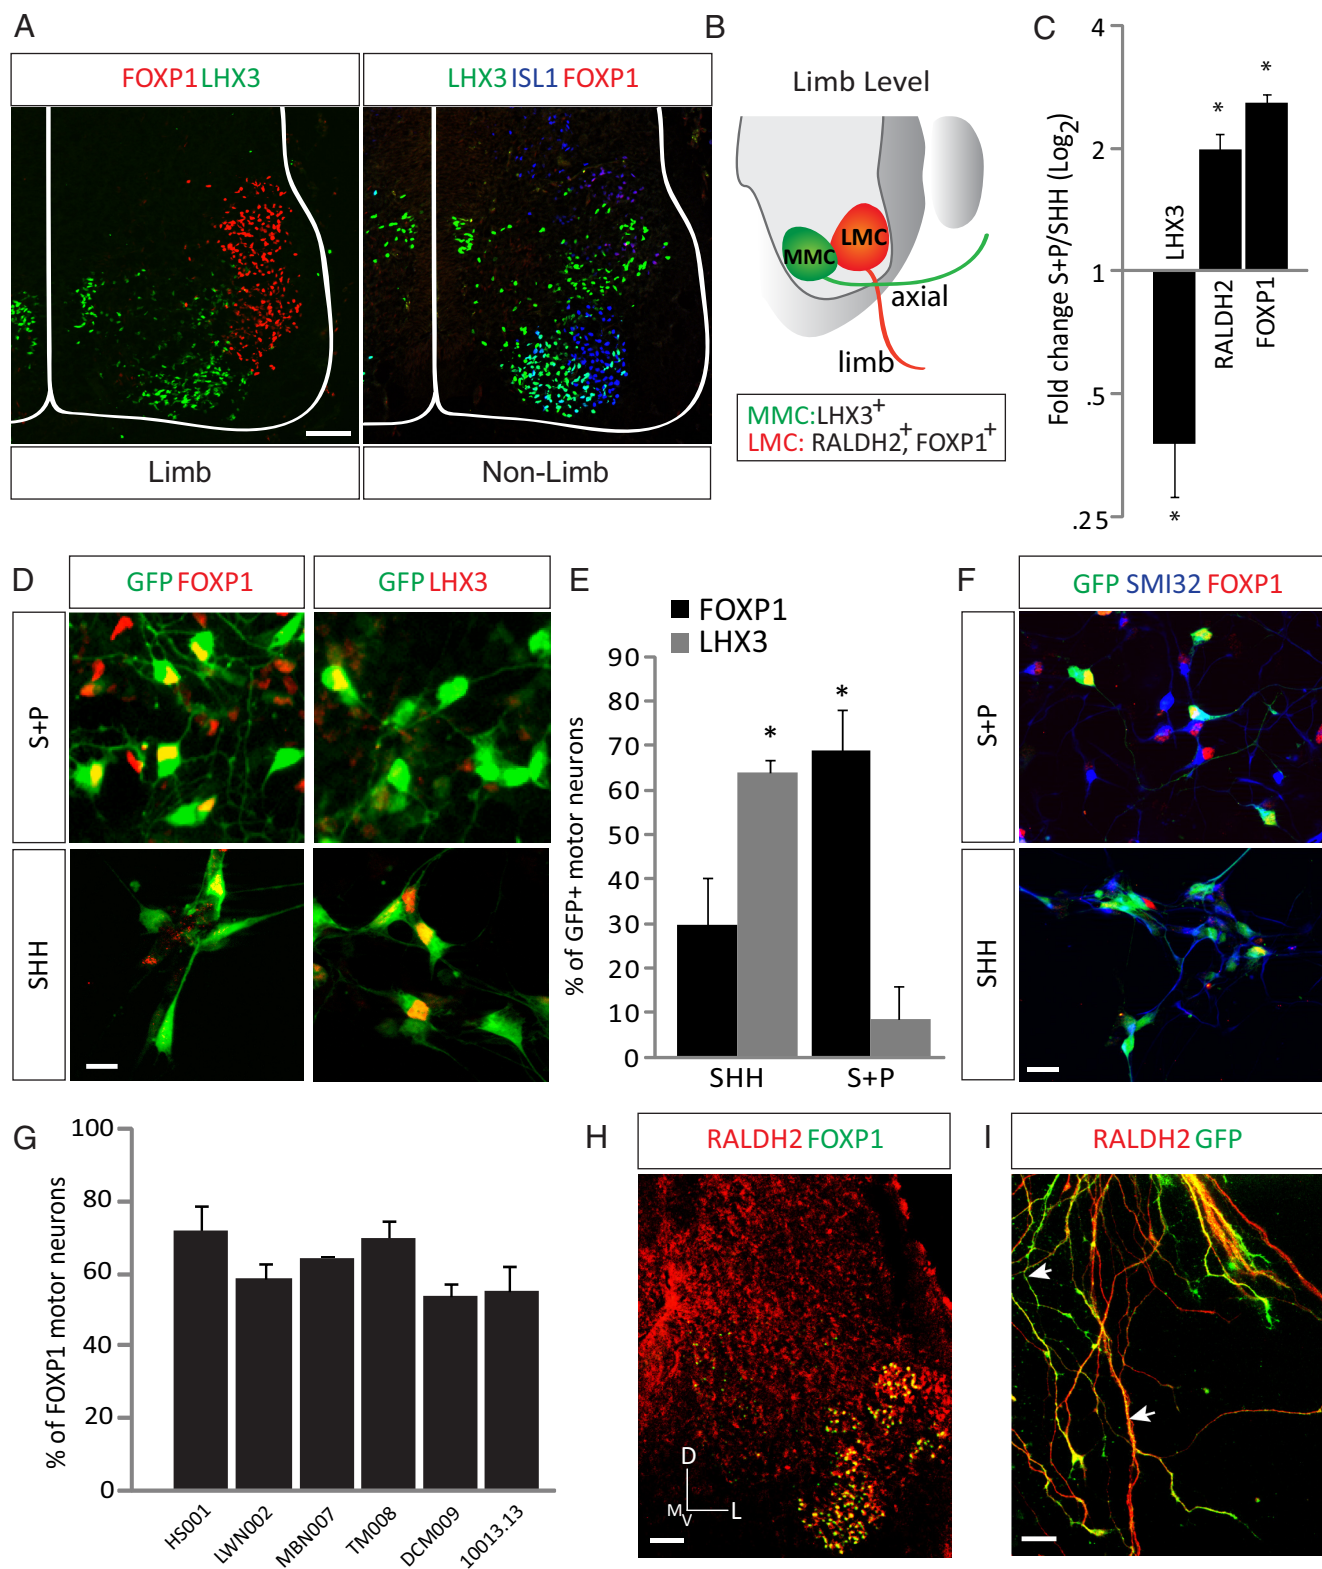 A
FOXP1 LHX3
LHX3 ISL1 FOXP1
Limb
Non-Limb
B
Limb Level
MMC
LMC
axial
limb
MMC:LHX3+
LMC: RALDH2+, FOXP1+
C
Fold change S+P/SHH (Log2)
4
2
1
.5
.25
LHX3
RALDH2
FOXP1
*
*
*
D
GFP FOXP1
GFP LHX3
S+P
SHH
E
FOXP1
LHX3
% of GFP+ motor neurons
90
80
70
60
50
40
30
20
10
0
*
*
SHH
S+P
F
GFP SMI32 FOXP1
S+P
SHH
G
% of FOXP1 motor neurons
100
80
60
40
20
0
HS001
LWN002
MBN007
TM008
DCM009
10013.13
H
RALDH2 FOXP1
D
M
V
L
I
RALDH2 GFP